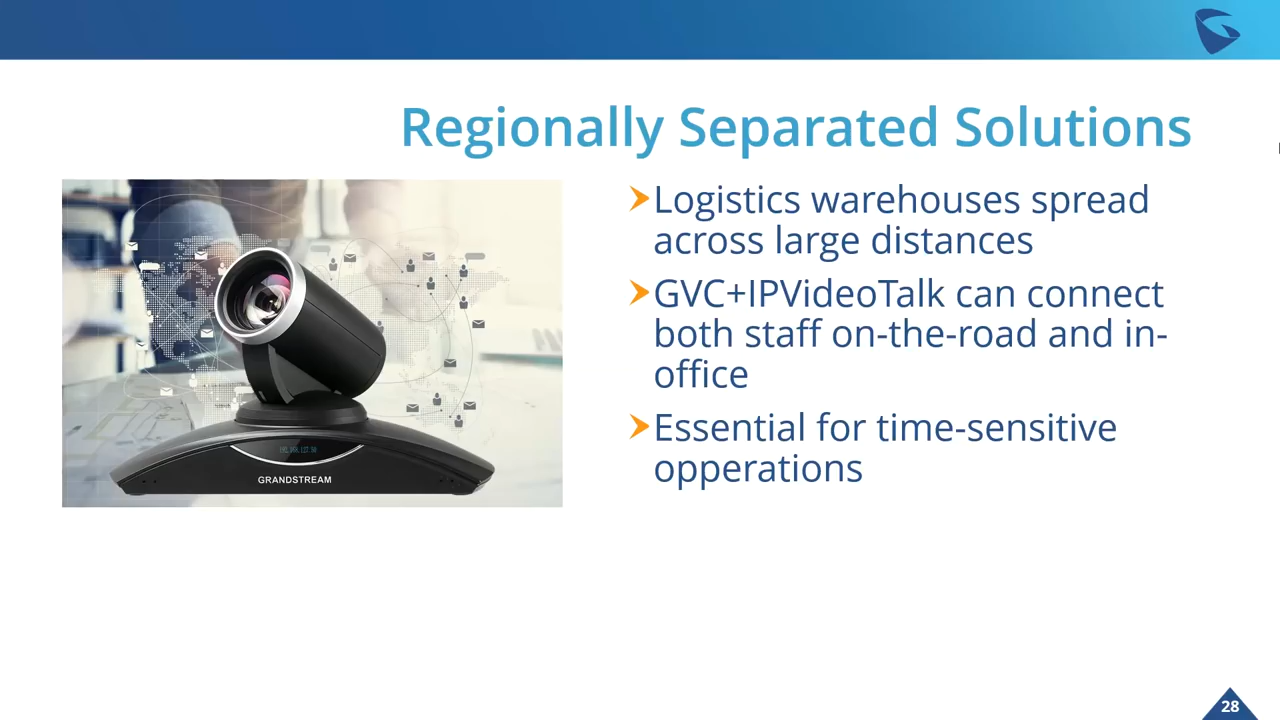 Regionally Separated Solutions
Logistics warehouses spread
across large distances
GVC+IPVideoTalk can connect
both staff on-the-road and in-
office
Essential for time-sensitive
opperations
GRANDSTREAM
28